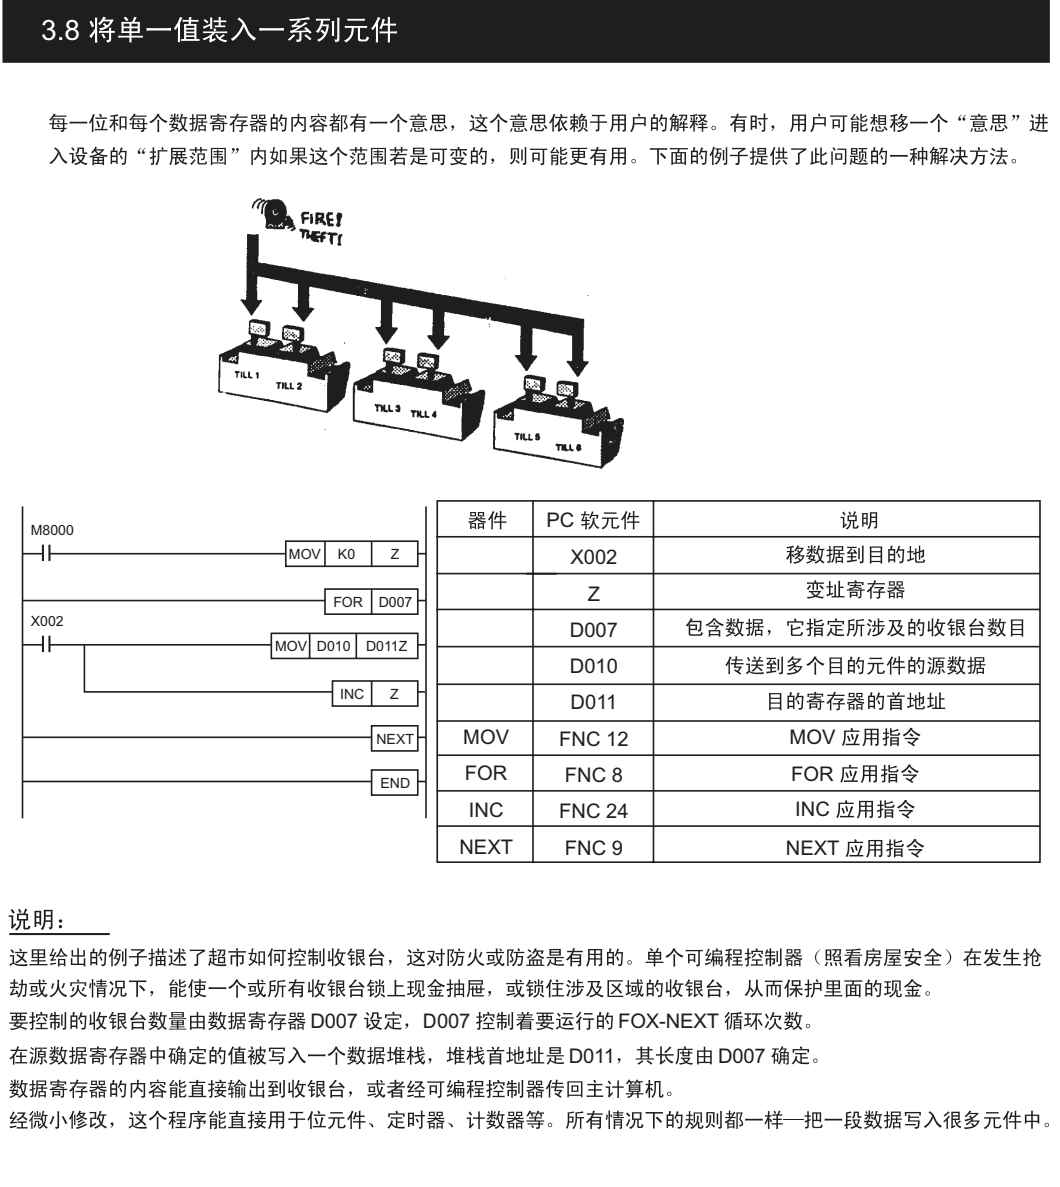 3.8 将单一值装入一系列元件
每一位和每个数据寄存器的内容都有一个意思，这个意思依赖于用户的解释。有时，用户可能想移一个“意思”进
入设备的“扩展范围”内如果这个范围若是可变的，则可能更有用。下面的例子提供了此问题的一种解决方法。
FIRE!
THEFT!
TILL 1
TILL 2
TILL 3
TILL 4
TILL 5
TILL 6
M8000
MOV K0 Z
FOR D007
X002
MOV D010 D011Z
INC Z
NEXT
END
器件 PC 软元件 说明
X002 移数据到目的地
Z 变址寄存器
D007 包含数据，它指定所涉及的收银台数目
D010 传送到多个目的元件的源数据
D011 目的寄存器的首地址
MOV FNC 12 MOV 应用指令
FOR FNC 8 FOR 应用指令
INC FNC 24 INC 应用指令
NEXT FNC 9 NEXT 应用指令
说明：
这里给出的例子描述了超市如何控制收银台，这对防火或防盗是有用的。单个可编程控制器（照看房屋安全）在发生抢
劫或火灾情况下，能使一个或所有收银台锁上现金抽屉，或锁住涉及区域的收银台，从而保护里面的现金。
要控制的收银台数量由数据寄存器 D007 设定，D007 控制着要运行的 FOX-NEXT 循环次数。
在源数据寄存器中确定的值被写入一个数据堆栈，堆栈首地址是 D011，其长度由 D007 确定。
数据寄存器的内容能直接输出到收银台，或者经可编程控制器传回主计算机。
经微小修改，这个程序能直接用于位元件、定时器、计数器等。所有情况下的规则都一样—把一段数据写入很多元件中。